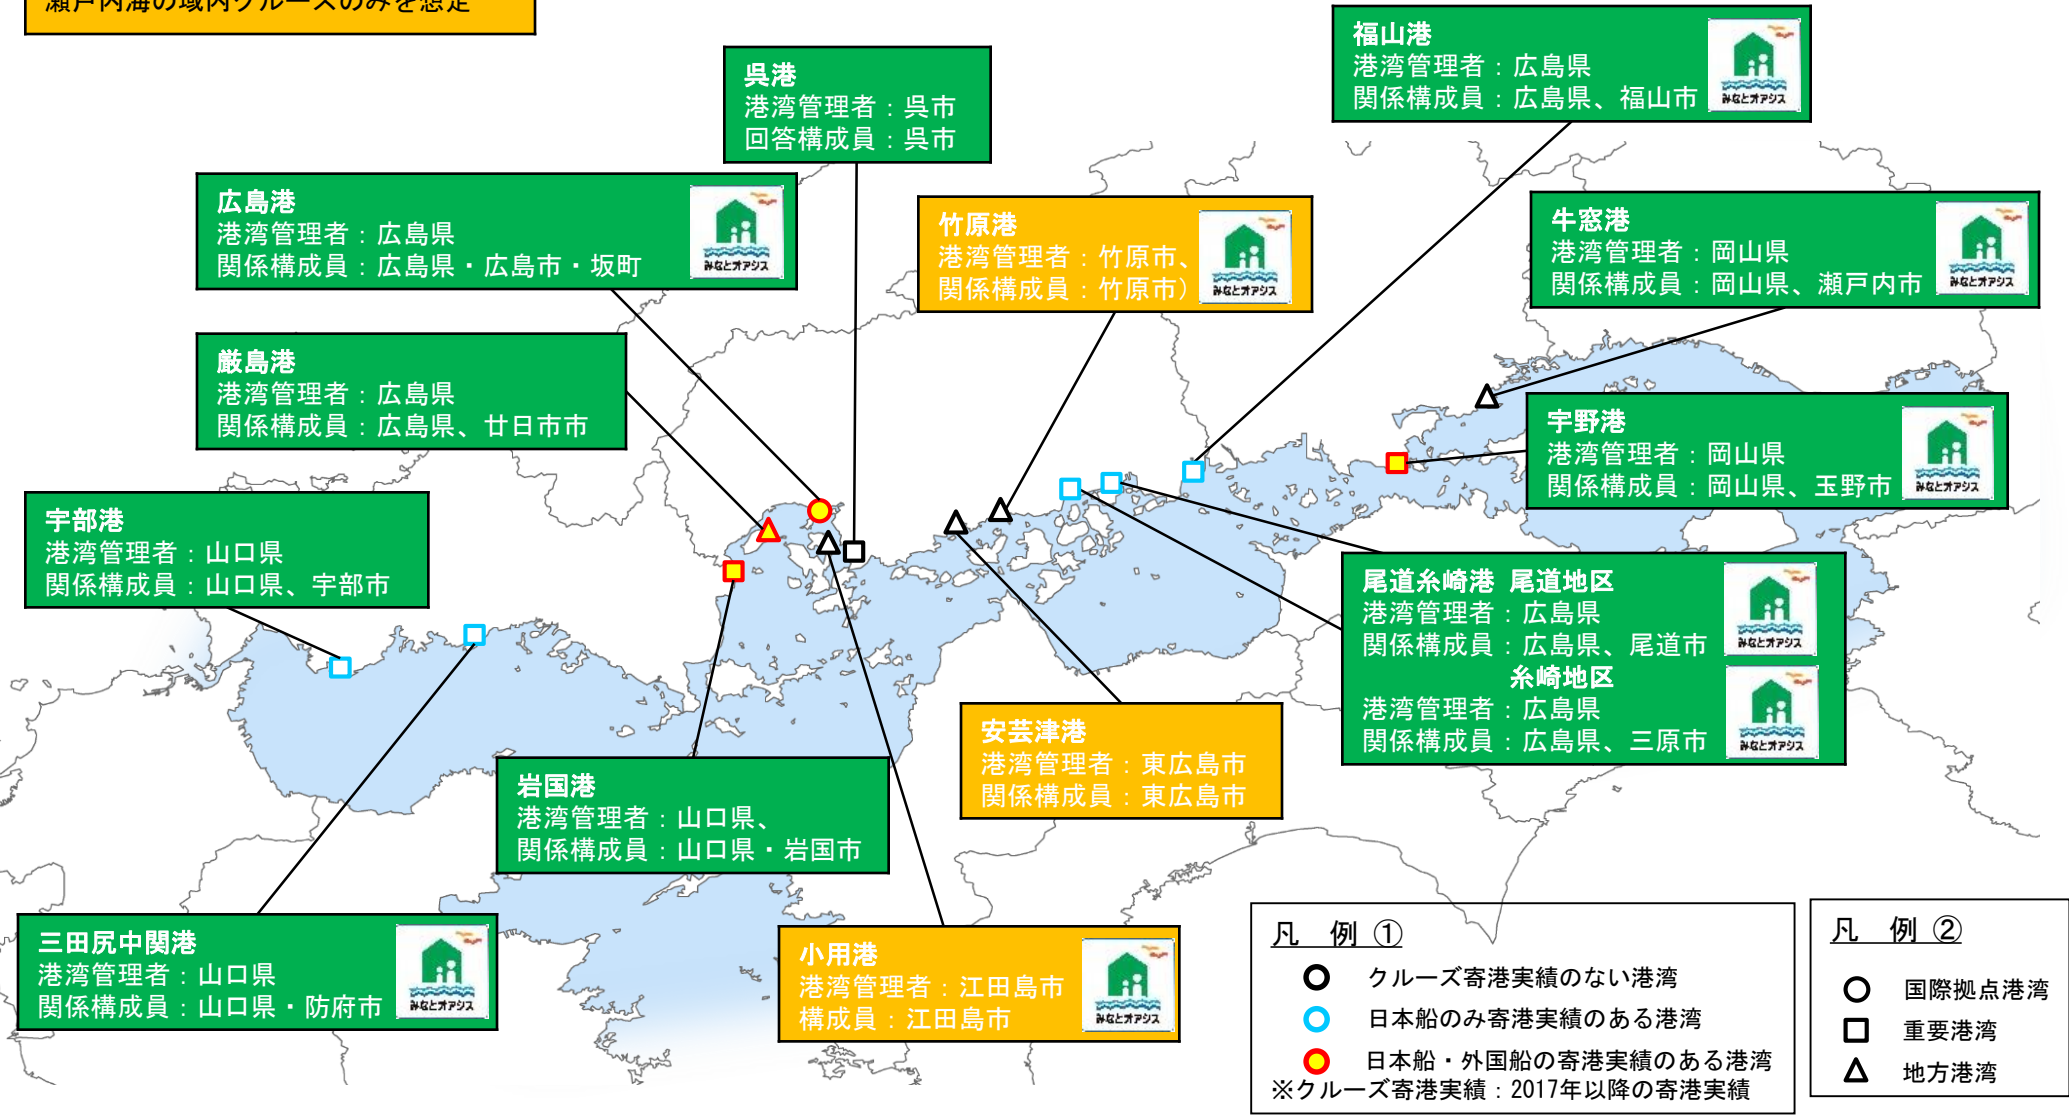 瀬戸内海の域内クルーズのみを想定
福山港
港湾管理者：広島県
関係構成員：広島県、福山市
みなとオアシス
呉港
港湾管理者：呉市
回答構成員：呉市
広島港
港湾管理者：広島県
関係構成員：広島県・広島市・坂町
みなとオアシス
竹原港
港湾管理者：竹原市、
関係構成員：竹原市）
みなとオアシス
牛窓港
港湾管理者：岡山県
関係構成員：岡山県、瀬戸内市
みなとオアシス
厳島港
港湾管理者：広島県
関係構成員：広島県、廿日市市
宇野港
港湾管理者：岡山県
関係構成員：岡山県、玉野市
みなとオアシス
宇部港
港湾管理者：山口県
関係構成員：山口県、宇部市
尾道糸崎港 尾道地区
港湾管理者：広島県
関係構成員：広島県、尾道市
みなとオアシス
糸崎地区
港湾管理者：広島県
関係構成員：広島県、三原市
みなとオアシス
安芸津港
港湾管理者：東広島市
関係構成員：東広島市
岩国港
港湾管理者：山口県、
関係構成員：山口県・岩国市
三田尻中関港
港湾管理者：山口県
関係構成員：山口県・防府市
みなとオアシス
小用港
港湾管理者：江田島市
構成員：江田島市
みなとオアシス
凡　例 ①
クルーズ寄港実績のない港湾
日本船のみ寄港実績のある港湾
日本船・外国船の寄港実績のある港湾
※クルーズ寄港実績：2017年以降の寄港実績
凡　例 ②
国際拠点港湾
重要港湾
地方港湾